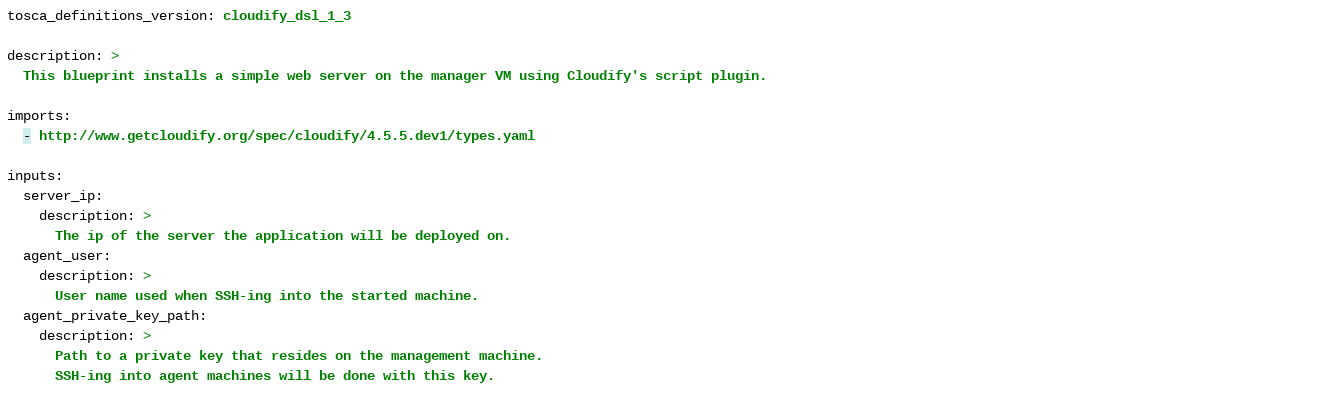 tosca_definitions_version: cloudify_dsl_1_3
description: >
This blueprint installs a simple web server on the manager VM using Cloudify's script plugin.
imports:
- http://www.getcloudify.org/spec/cloudify/4.5.5.dev1/types.yaml
inputs:
server_ip:
description: >
The ip of the server the application will be deployed on.
agent_user:
description: >
User name used when SSH-ing into the started machine.
agent_private_key_path:
description: >
Path to a private key that resides on the management machine.
SSH-ing into agent machines will be done with this key.